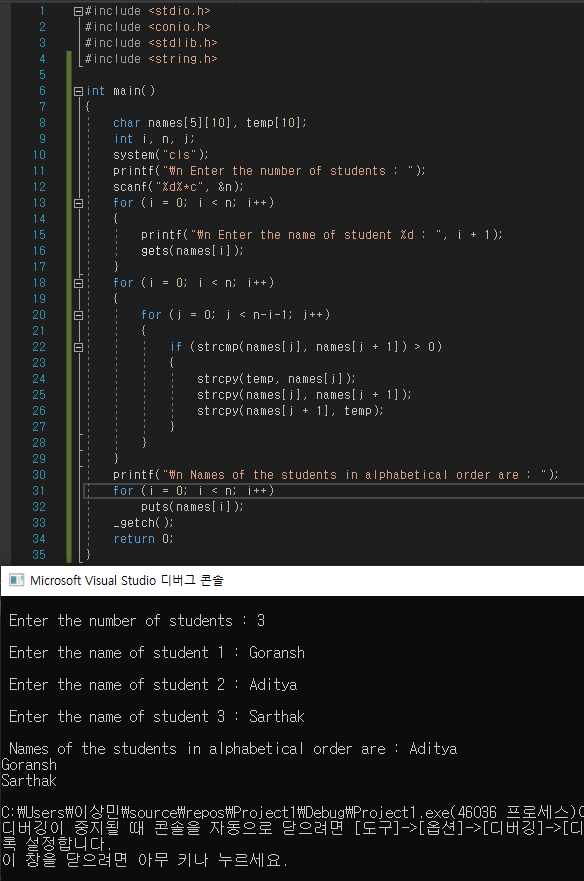 1 #include <stdio.h>
2 #include <conio.h>
3 #include <stdlib.h>
4 #include <string.h>
5
6 int main()
7 {
8 char names[5][10], temp[10];
9 int i, n, j;
10 system("cls");
11 printf("₩n Enter the number of students : ");
12 scanf("%d%*c", &n);
13 for (i = 0; i < n; i++)
14 {
15 printf("₩n Enter the name of student %d : ", i + 1);
16 gets(names[i]);
17 }
18 for (i = 0; i < n; i++)
19 {
20 for (j = 0; j < n-i-1; j++)
21 {
22 if (strcmp(names[j], names[j + 1]) > 0)
23 {
24 strcpy(temp, names[j]);
25 strcpy(names[j], names[j + 1]);
26 strcpy(names[j + 1], temp);
27 }
28 }
29 }
30 printf("₩n Names of the students in alphabetical order are : ");
31 for (i = 0; i < n; i++)
32 puts(names[i]);
33 _getch();
34 return 0;
35 }
Microsoft Visual Studio 디버그 콘솔
Enter the number of students : 3
Enter the name of student 1 : Goransh
Enter the name of student 2 : Aditya
Enter the name of student 3 : Sarthak
Names of the students in alphabetical order are : Aditya
Goransh
Sarthak
C:₩Users₩이상민₩source₩repos₩Project1₩Debug₩Project1.exe(46036 프로세스)
디버깅이 중지될 때 콘솔을 자동으로 닫으려면 [도구]->[옵션]->[디버깅]->[디
록 설정합니다.
이 창을 닫으려면 아무 키나 누르세요.